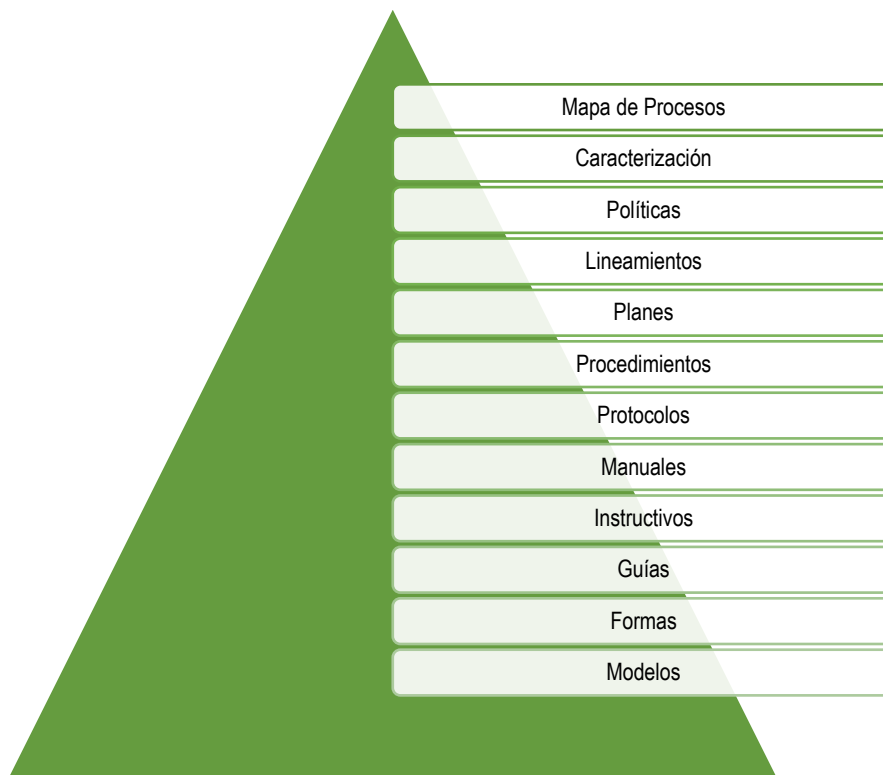 Mapa de Procesos
Caracterización
Políticas
Lineamientos
Planes
Procedimientos
Protocolos
Manuales
Instructivos
Guías
Formas
Modelos